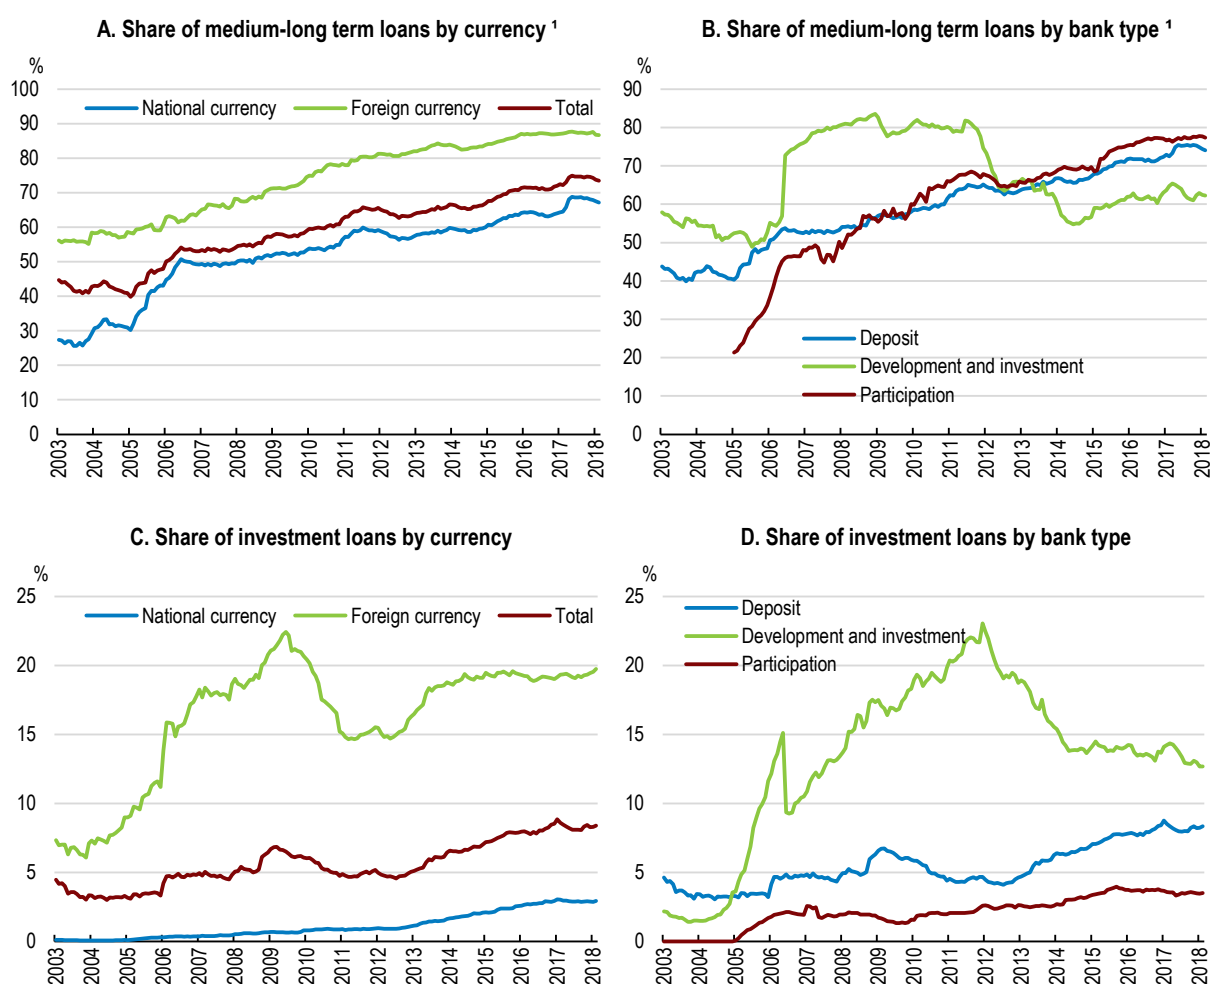 A. Share of medium-long term loans by currency ¹
%
100
90
80
70
60
50
40
30
20
10
0
National currency
Foreign currency
Total
2003 2004 2005 2006 2007 2008 2009 2010 2011 2012 2013 2014 2015 2016 2017 2018
B. Share of medium-long term loans by bank type ¹
%
90
80
70
60
50
40
30
20
10
0
Deposit
Development and investment
Participation
2003 2004 2005 2006 2007 2008 2009 2010 2011 2012 2013 2014 2015 2016 2017 2018
C. Share of investment loans by currency
%
25
20
15
10
5
0
National currency
Foreign currency
Total
2003 2004 2005 2006 2007 2008 2009 2010 2011 2012 2013 2014 2015 2016 2017 2018
D. Share of investment loans by bank type
%
25
20
15
10
5
0
Deposit
Development and investment
Participation
2003 2004 2005 2006 2007 2008 2009 2010 2011 2012 2013 2014 2015 2016 2017 2018